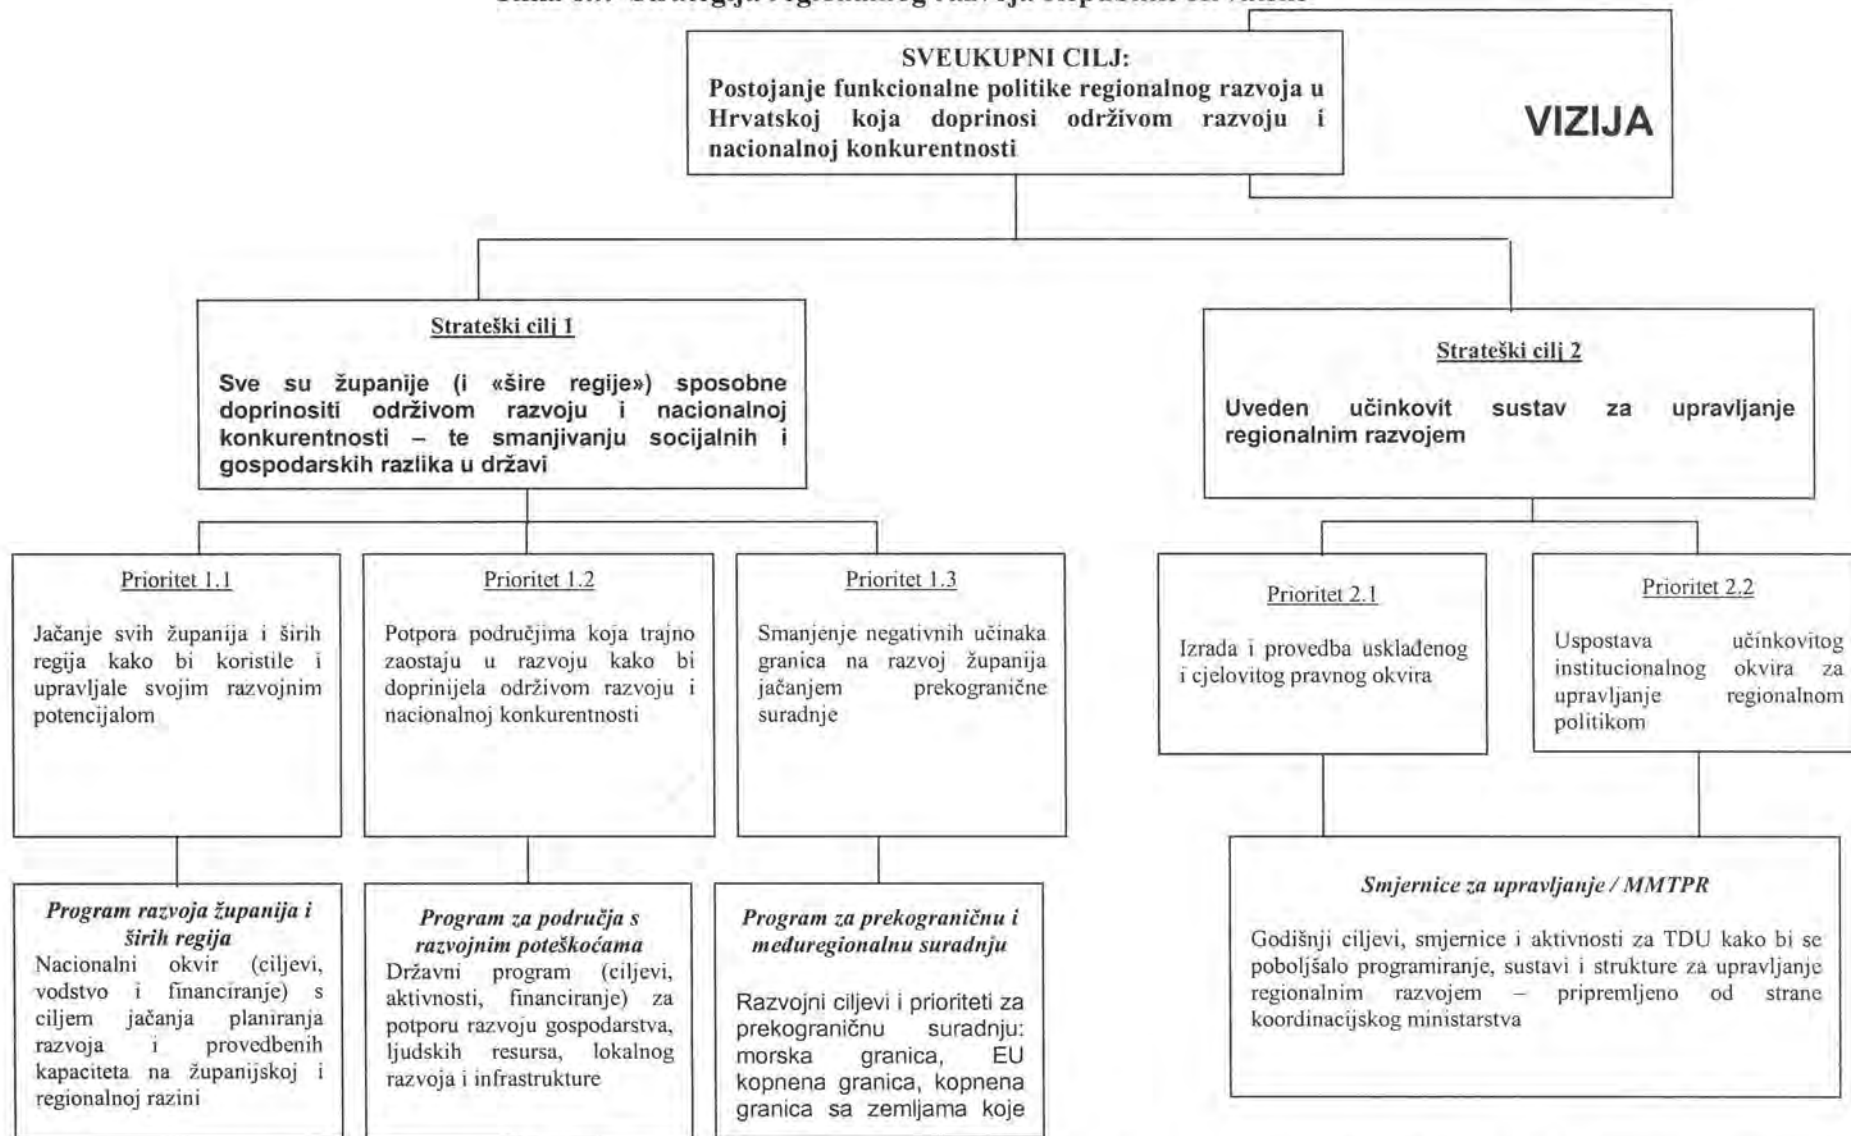 SVEUKUPNI CILJ:
Postojanje funkcionalne politike regionalnog razvoja u
Hrvatskoj koja doprinosi održivom razvoju i
nacionalnoj konkurentnosti
VIZIJA
Strateški cilj 1
Sve su županije (i «šire regije») sposobne
doprinositi održivom razvoju i nacionalnoj
konkurentnosti – te smanjivanju socijalnih i
gospodarskih razlika u državi
Strateški cilj 2
Uveden učinkovit sustav za upravljanje
regionalnim razvojem
Prioritet 1.1
Jačanje svih županija i širih
regija kako bi koristile i
upravljale svojim razvojnim
potencijalom
Prioritet 1.2
Potpora područjima koja trajno
zaostaju u razvoju kako bi
doprinijela održivom razvoju i
nacionalnoj konkurentnosti
Prioritet 1.3
Smanjenje negativnih učinaka
granica na razvoj županija
jačanjem prekogranične
suradnje
Prioritet 2.1
Izrada i provedba usklađenog
i cjelovitog pravnog okvira
Prioritet 2.2
Uspostava učinkovitog
institucionalnog okvira za
upravljanje regionalnom
politikom
Program razvoja županija i
širih regija
Nacionalni okvir (ciljevi,
vodstvo i financiranje) s
ciljem jačanja planiranja
razvoja i provedbenih
kapaciteta na županijskoj i
regionalnoj razini
Program za područja s
razvojnim poteškoćama
Državni program (ciljevi,
aktivnosti, financiranje) za
potporu razvoju gospodarstva,
ljudskih resursa, lokalnog
razvoja i infrastrukture
Program za prekograničnu i
međuregionalnu suradnju
Razvojni ciljevi i prioriteti za
prekograničnu suradnju:
morska granica, EU
kopnena granica, kopnena
granica sa zemljama koje
Smjernice za upravljanje / MMTPR
Godišnji ciljevi, smjernice i aktivnosti za TDU kako bi se
poboljšalo programiranje, sustavi i strukture za upravljanje
regionalnim razvojem – pripremljeno od strane
koordinacijskog ministarstva